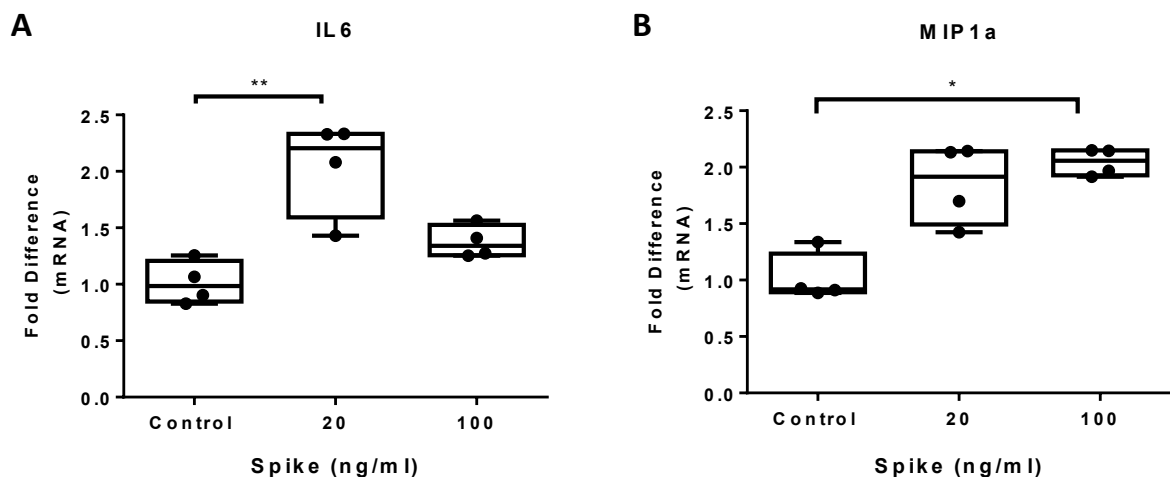 A
IL6
**
Fold Difference
(mRNA)
2.5
2.0
1.5
1.0
0.5
0.0
Control 20 100
Spike (ng/ml)
B
MIP1a
*
Fold Difference
(mRNA)
2.5
2.0
1.5
1.0
0.5
0.0
Control 20 100
Spike (ng/ml)